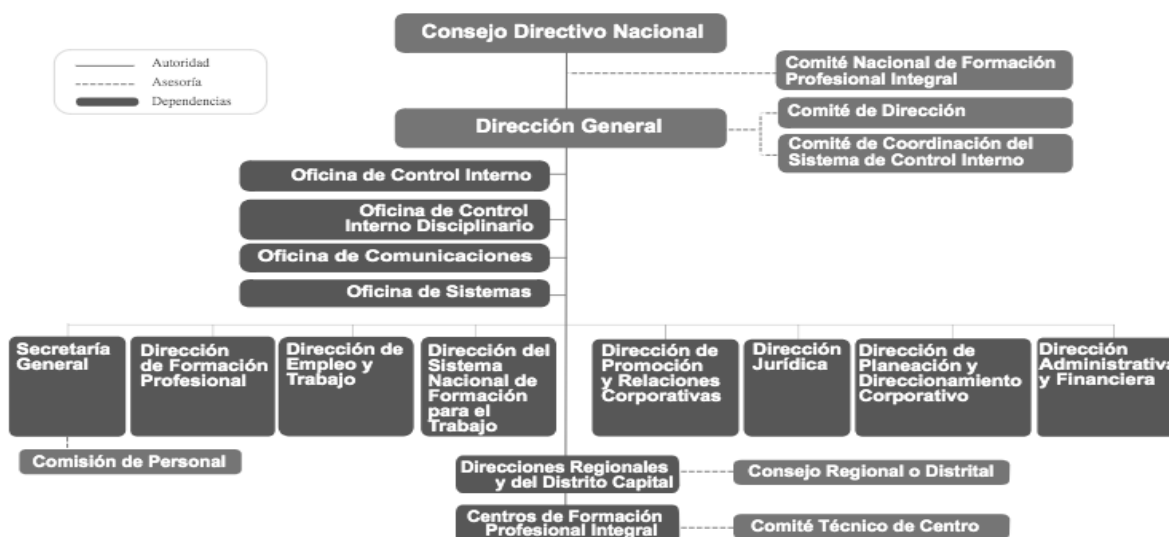 Consejo Directivo Nacional
Autoridad
Asesoría
Dependencias
Comité Nacional de Formación
Profesional Integral
Dirección General
Comité de Dirección
Comité de Coordinación del
Sistema de Control Interno
Oficina de Control Interno
Oficina de Control
Interno Disciplinario
Oficina de Comunicaciones
Oficina de Sistemas
Secretaría
General
Dirección
de Formación
Profesional
Dirección de
Empleo y
Trabajo
Dirección del
Sistema
Nacional de
Formación
para el
Trabajo
Dirección de
Promoción
y Relaciones
Corporativas
Dirección
Jurídica
Dirección de
Planeación y
Direccionamiento
Corporativo
Dirección
Administrativa
y Financiera
Comisión de Personal
Direcciones Regionales
y del Distrito Capital
Consejo Regional o Distrital
Centros de Formación
Profesional Integral
Comité Técnico de Centro